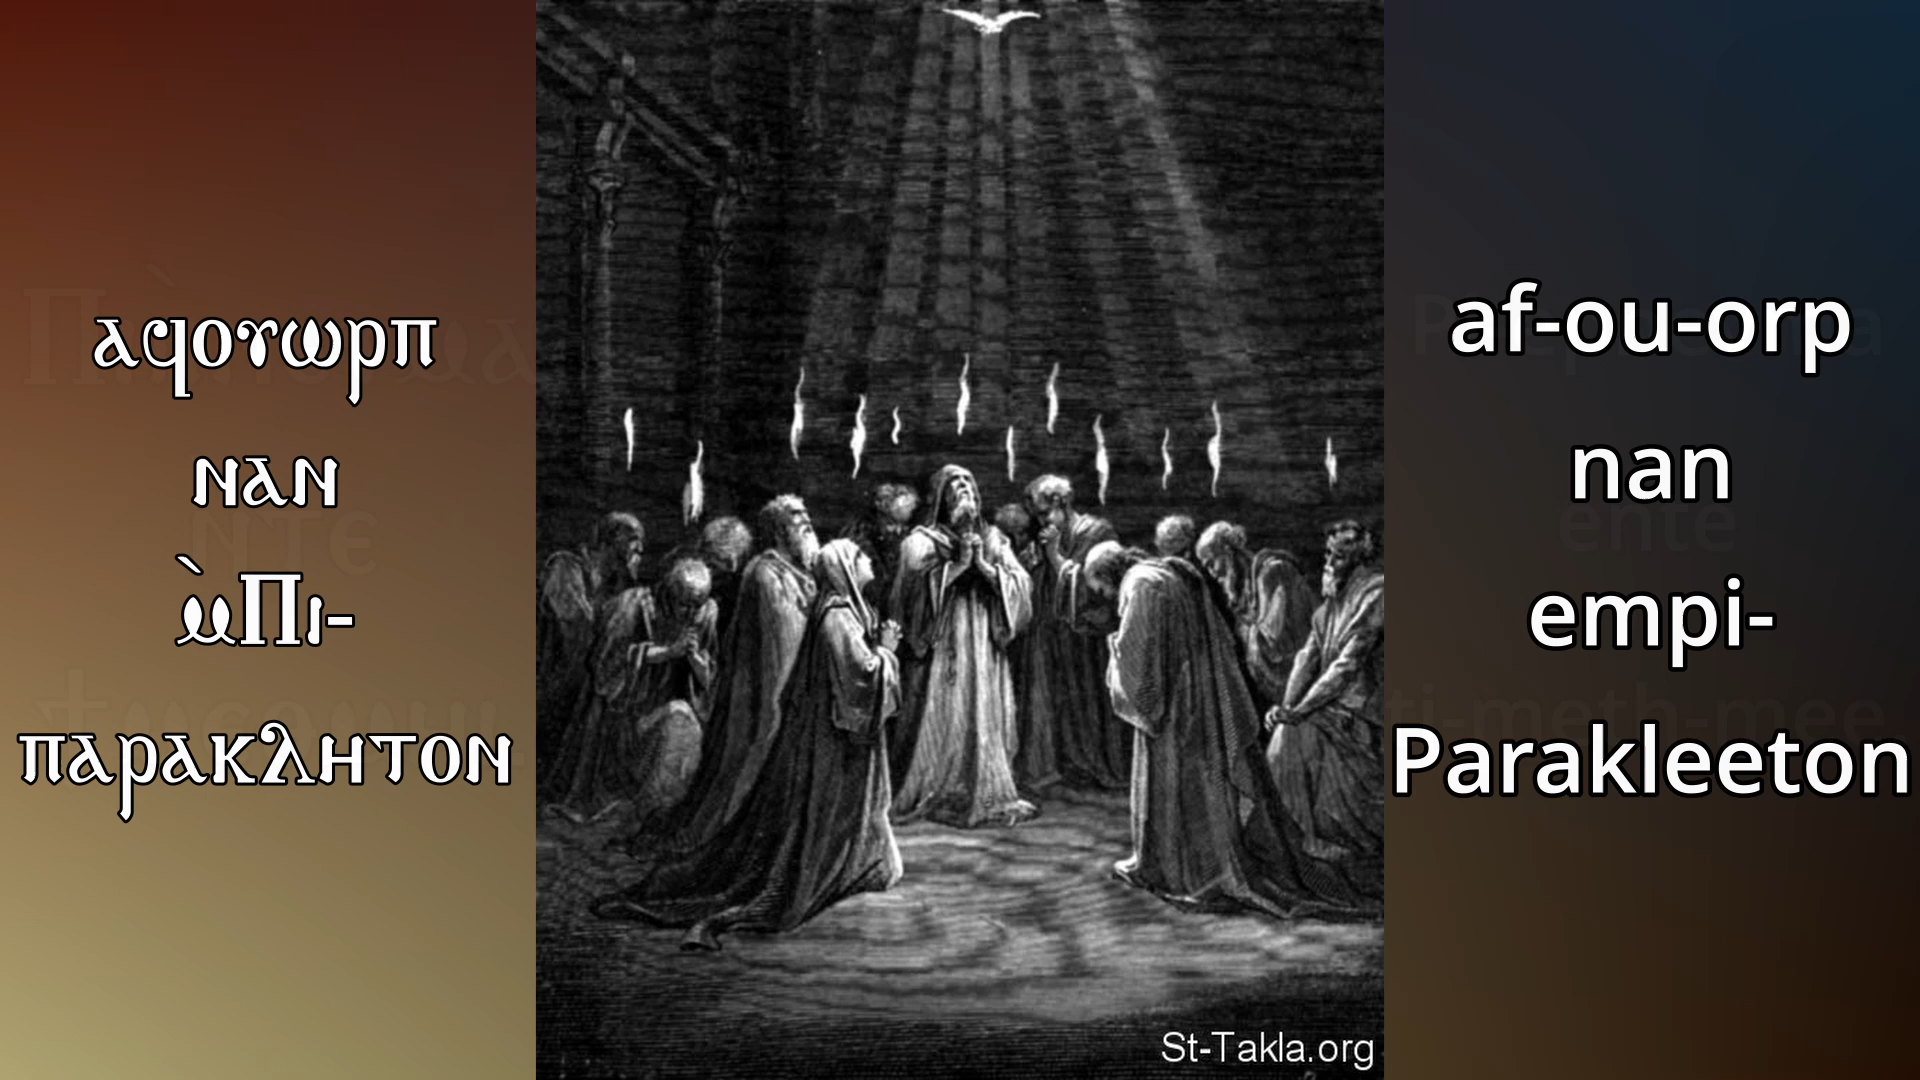 ⲁϥⲟⲩⲱⲣⲡ
ⲛⲁⲛ
ⲙ̀Ⲡⲓ-
ⲡⲁⲣⲁⲕⲗⲏⲧⲟⲛ
af-ou-orp
nan
empi-
Parakleeton
St-Takla.org